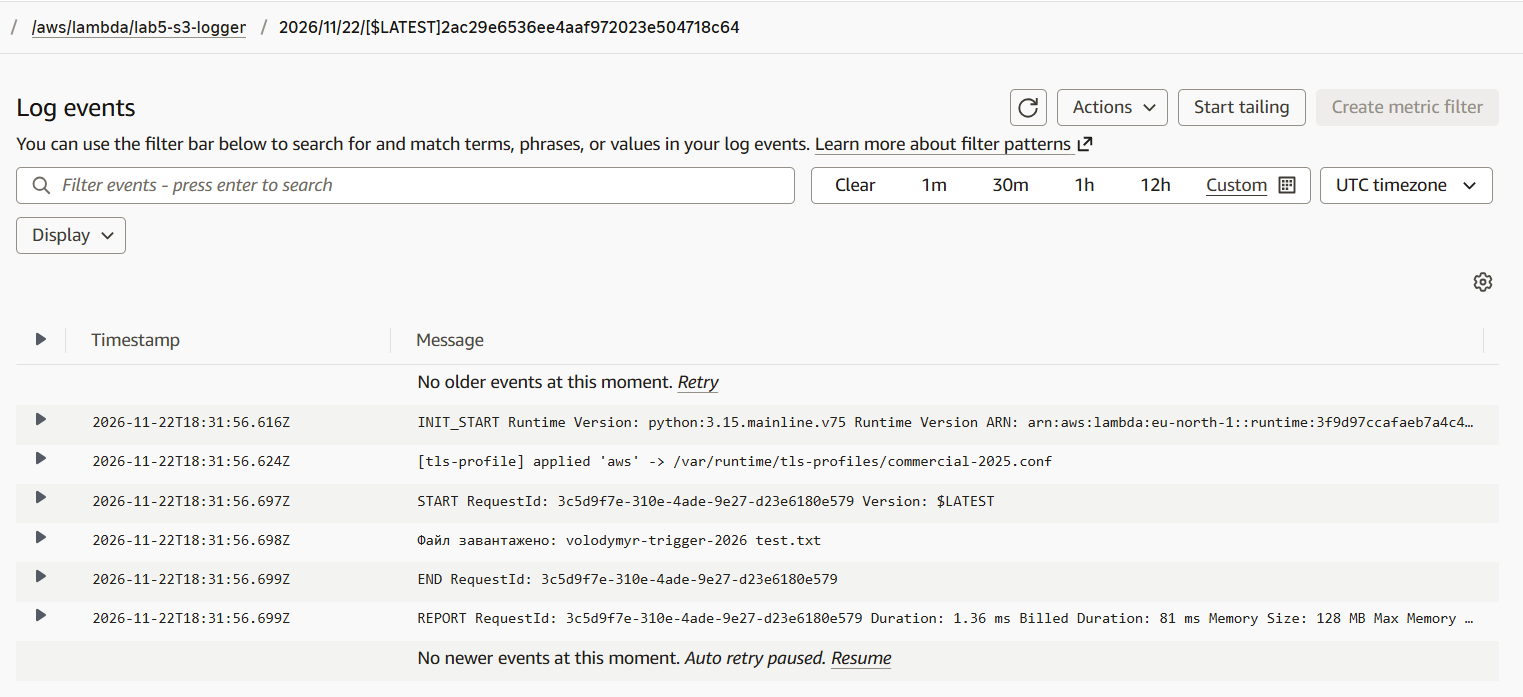 / /aws/lambda/lab5-s3-logger / 2026/11/22/[$LATEST]2ac29e6536ee4aaf972023e504718c64
Log events
Actions Start tailing Create metric filter
You can use the filter bar below to search for and match terms, phrases, or values in your log events. Learn more about filter patterns
Filter events - press enter to search Clear 1m 30m 1h 12h Custom UTC timezone
Display
Timestamp Message
No older events at this moment. Retry
2026-11-22T18:31:56.616Z INIT_START Runtime Version: python:3.15.mainline.v75 Runtime Version ARN: arn:aws:lambda:eu-north-1::runtime:3f9d97ccafaeb7a4c4…
2026-11-22T18:31:56.624Z [tls-profile] applied 'aws' -> /var/runtime/tls-profiles/commercial-2025.conf
2026-11-22T18:31:56.697Z START RequestId: 3c5d9f7e-310e-4ade-9e27-d23e6180e579 Version: $LATEST
2026-11-22T18:31:56.698Z Файл завантажено: volodymyr-trigger-2026 test.txt
2026-11-22T18:31:56.699Z END RequestId: 3c5d9f7e-310e-4ade-9e27-d23e6180e579
2026-11-22T18:31:56.699Z REPORT RequestId: 3c5d9f7e-310e-4ade-9e27-d23e6180e579 Duration: 1.36 ms Billed Duration: 81 ms Memory Size: 128 MB Max Memory …
No newer events at this moment. Auto retry paused. Resume